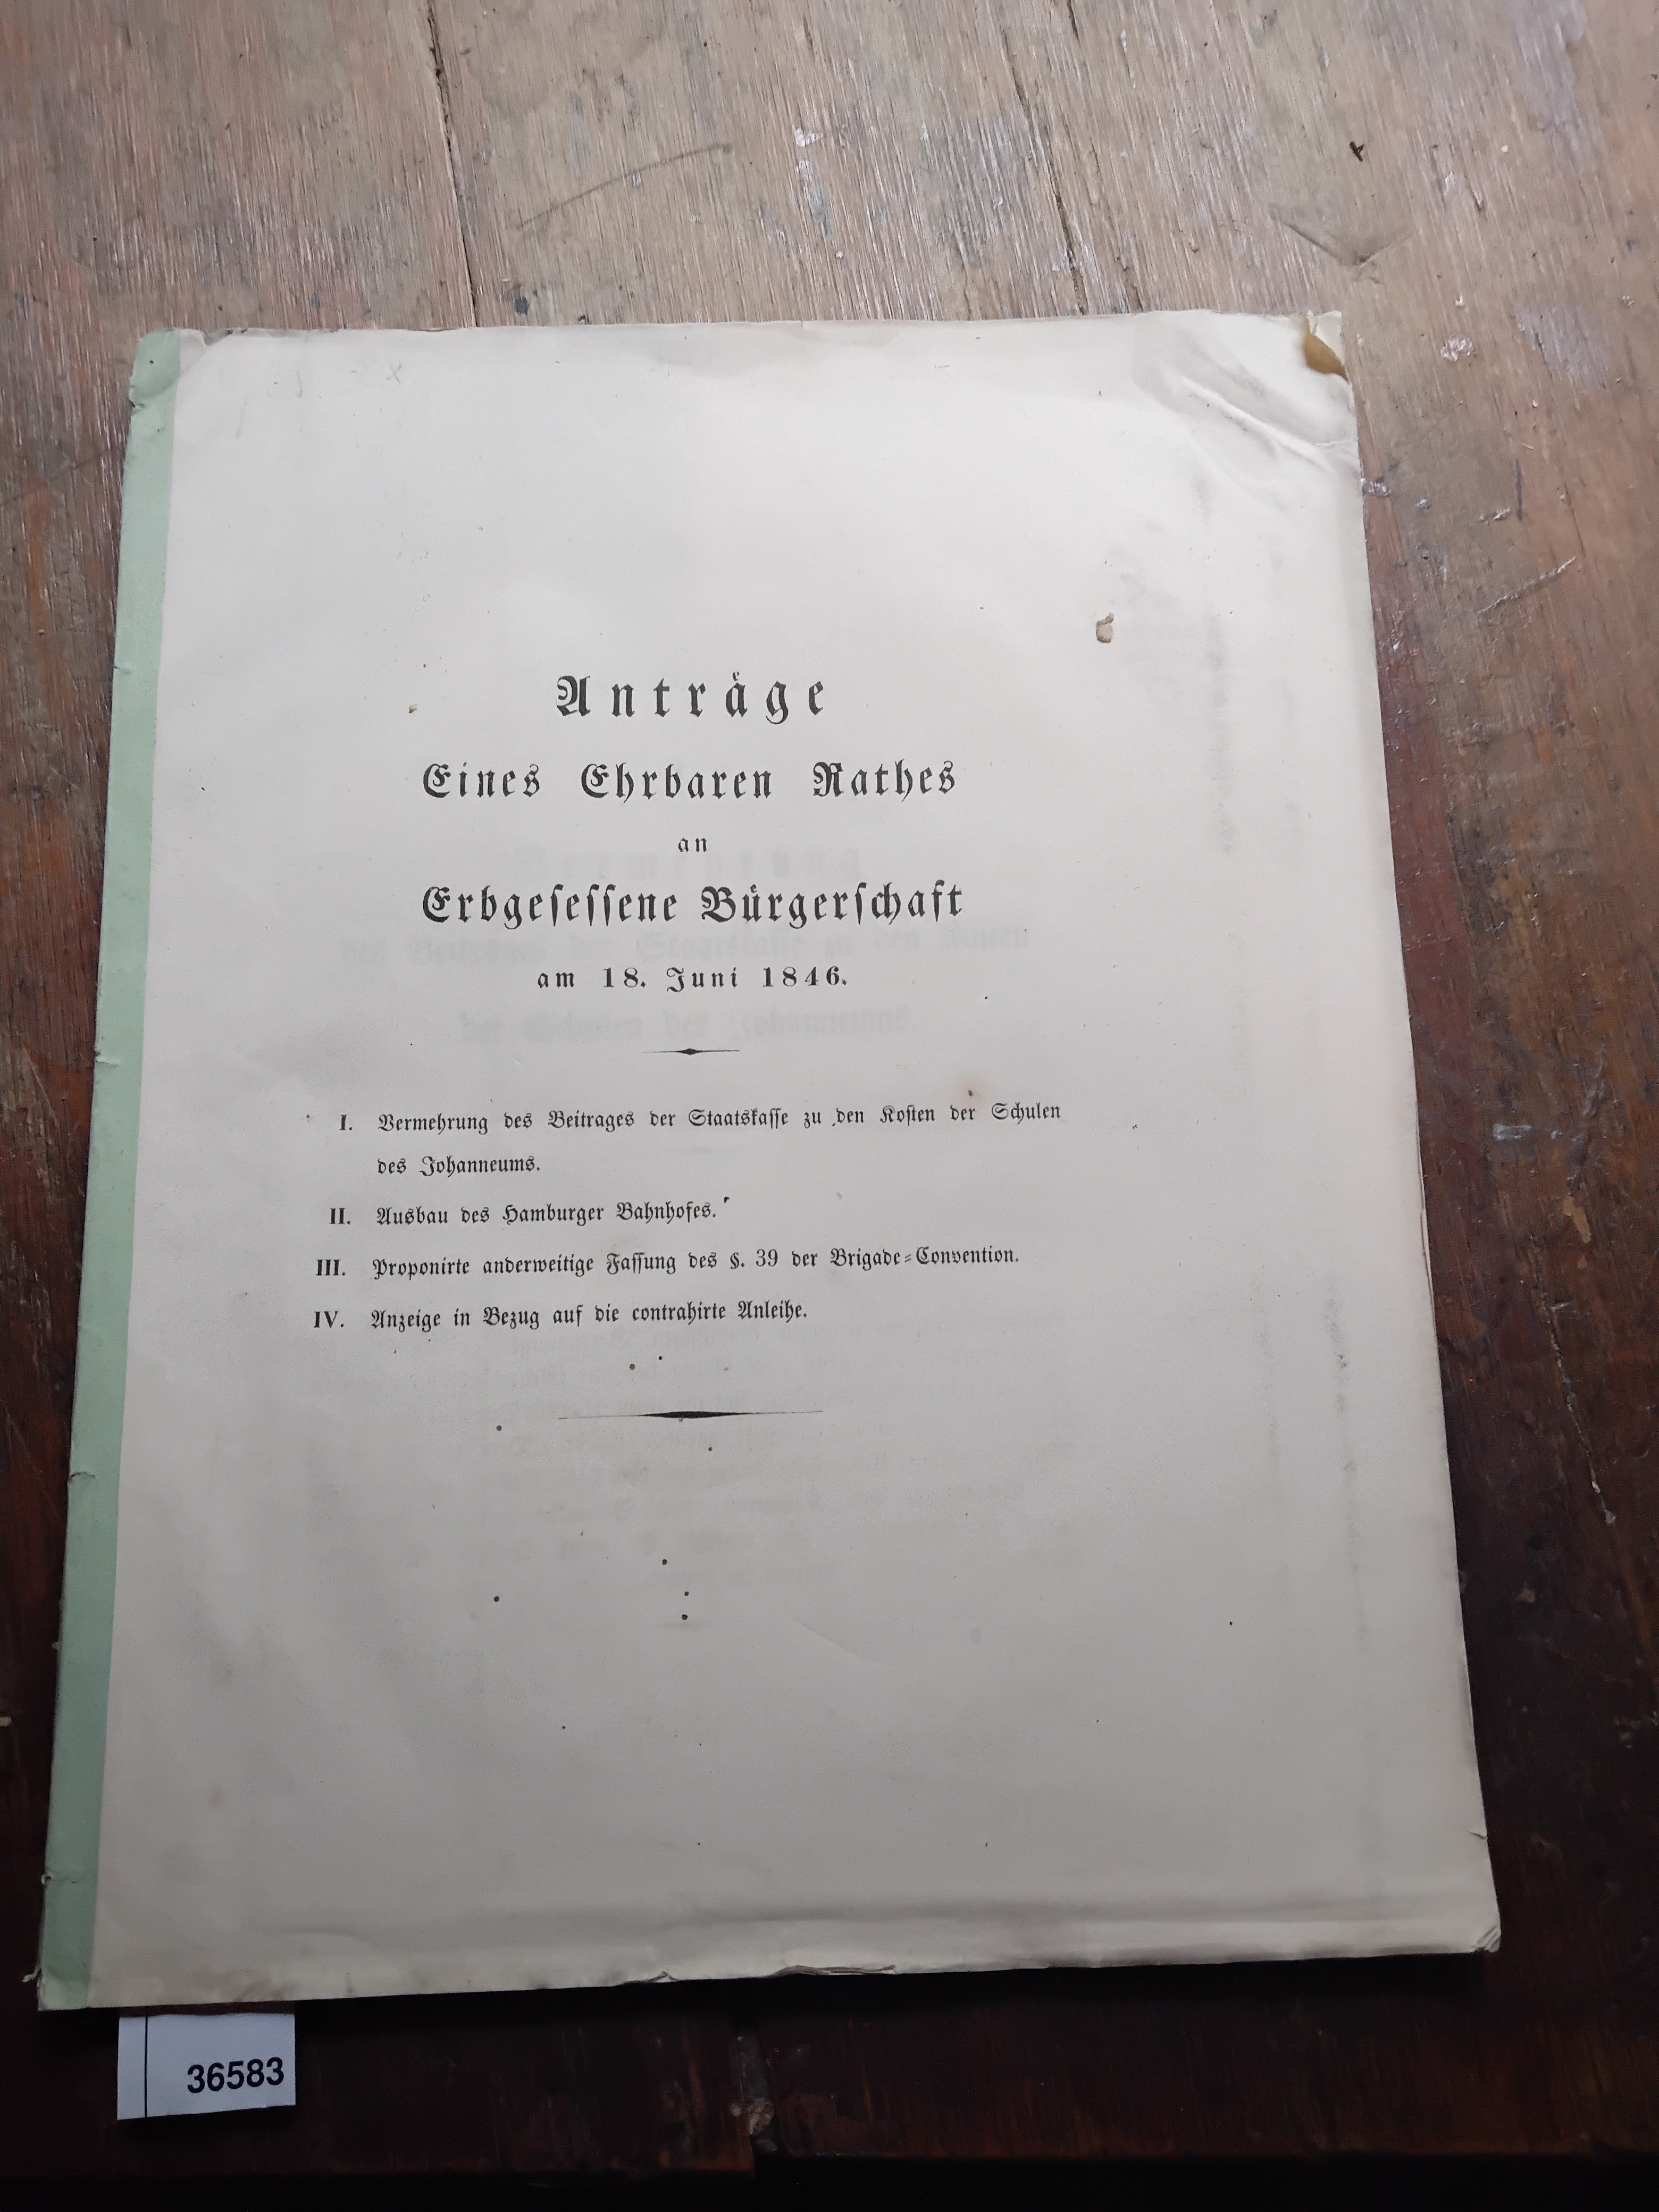 Anträge
Eines Ehrbaren Rathes
an
Erbgeſeſſene Bürgerſchaft
am 18. Juni 1846.
I. Vermehrung des Beitrages der Staatskaſſe zu den Koſten der Schulen
des Johanneums.
II. Ausbau des Hamburger Bahnhofes.
III. Proponirte anderweitige Faſſung des §. 39 der Brigade=Convention.
IV. Anzeige in Bezug auf die contrahirte Anleihe.
36583